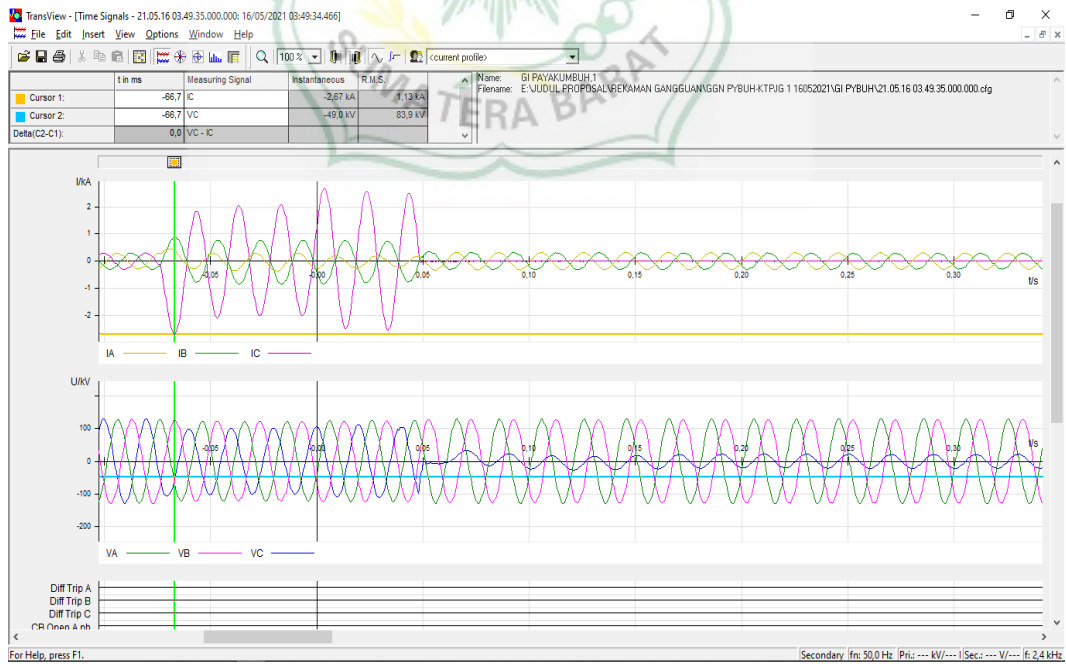 TransView - [Time Signals - 21.05.16 03.49.35.000.000: 16/05/2021 03:49:34.466]
File Edit Insert View Options Window Help
100 % <current profile>
t in ms Measuring Signal Instantaneous R.M.S.
Cursor 1: -66,7 IC -2,67 kA 1,13 kA
Cursor 2: -66,7 VC -49,0 kV 83,9 kV
Delta(C2-C1): 0,0 VC - IC
Name: GI PAYAKUMBUH,1
Filename: E:\JUDUL PROPOSAL\REKAMAN GANGGUAN\GGN PYBUH-KTPJG 1 16052021\GI PYBUH\21.05.16 03.49.35.000.000.cfg
SUMATERA BARAT
I/kA
2
1
0
-1
-2
-0,05 -0,00 0,05 0,10 0,15 0,20 0,25 0,30
t/s
IA IB IC
U/kV
100
0
-100
-200
-0,05 -0,00 0,05 0,10 0,15 0,20 0,25 0,30 t/s
VA VB VC
Diff Trip A
Diff Trip B
Diff Trip C
CB Open A ph
For Help, press F1.
Secondary fn: 50,0 Hz Pri.: --- kV/--- I Sec.: --- V/--- f: 2,4 kHz